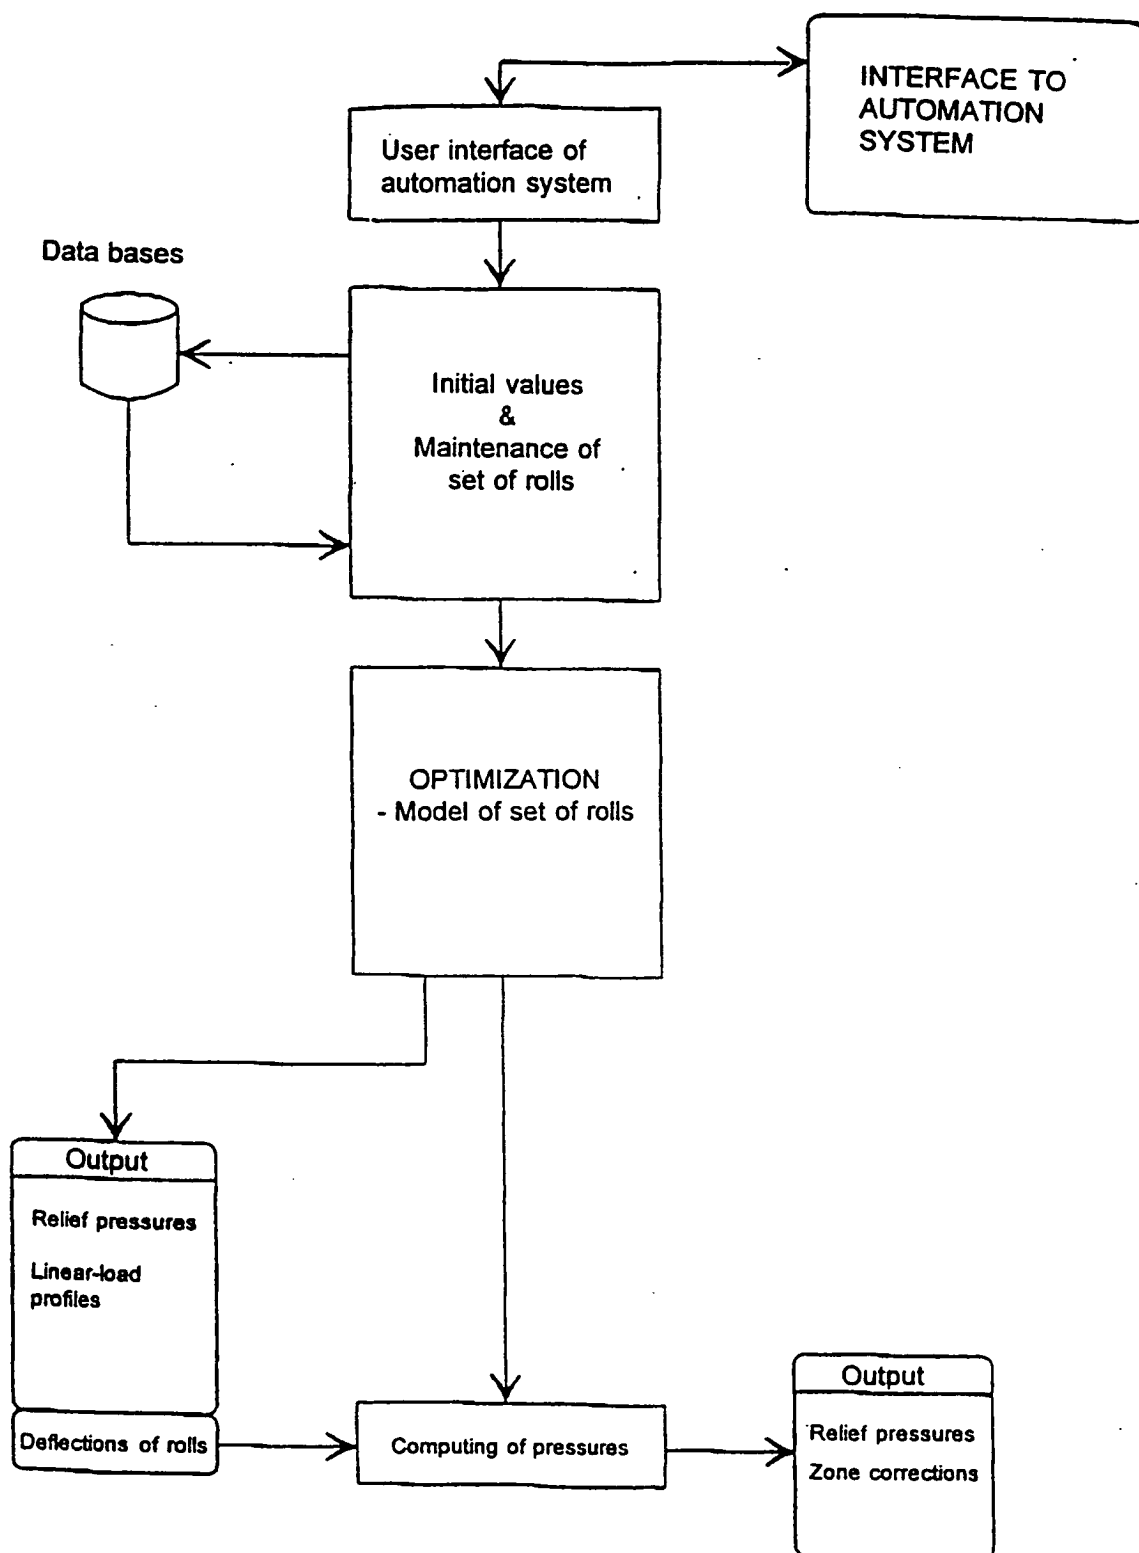 INTERFACE TO
AUTOMATION
SYSTEM
User interface of
automation system
Data bases
Initial values
&
Maintenance of
set of rolls
OPTIMIZATION
- Model of set of rolls
Output
Relief pressures
Linear-load
profiles
Deflections of rolls
Computing of pressures
Output
Relief pressures
Zone corrections